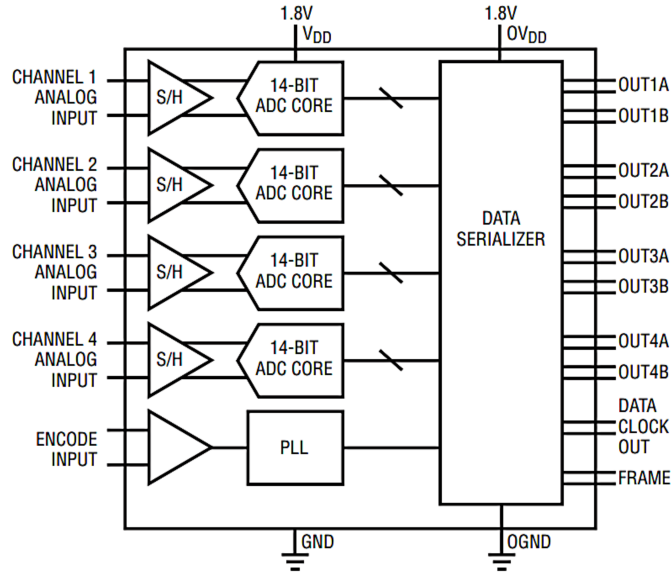 1.8V
VDD
1.8V
OVDD
CHANNEL 1
ANALOG
INPUT
S/H
14-BIT
ADC CORE
OUT1A
OUT1B
CHANNEL 2
ANALOG
INPUT
S/H
14-BIT
ADC CORE
OUT2A
OUT2B
DATA
SERIALIZER
CHANNEL 3
ANALOG
INPUT
S/H
14-BIT
ADC CORE
OUT3A
OUT3B
CHANNEL 4
ANALOG
INPUT
S/H
14-BIT
ADC CORE
OUT4A
OUT4B
ENCODE
INPUT
PLL
DATA
CLOCK
OUT
FRAME
GND
OGND